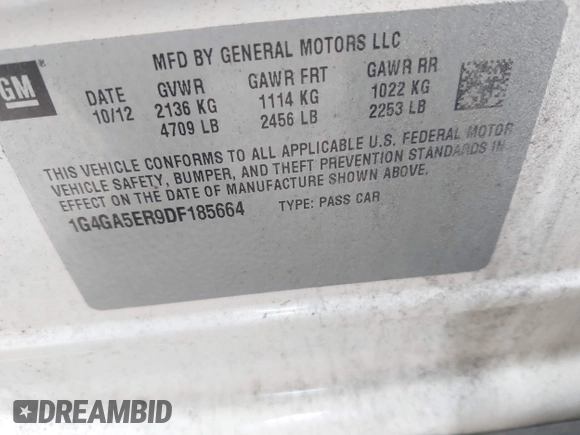 MFD BY GENERAL MOTORS LLC
GM
DATE GVWR GAWR FRT GAWR RR
10/12 2136 KG 1114 KG 1022 KG
4709 LB 2456 LB 2253 LB
THIS VEHICLE CONFORMS TO ALL APPLICABLE U.S. FEDERAL MOTOR
VEHICLE SAFETY, BUMPER, AND THEFT PREVENTION STANDARDS IN
EFFECT ON THE DATE OF MANUFACTURE SHOWN ABOVE.
1G4GA5ER9DF185664 TYPE: PASS CAR
DREAMBID